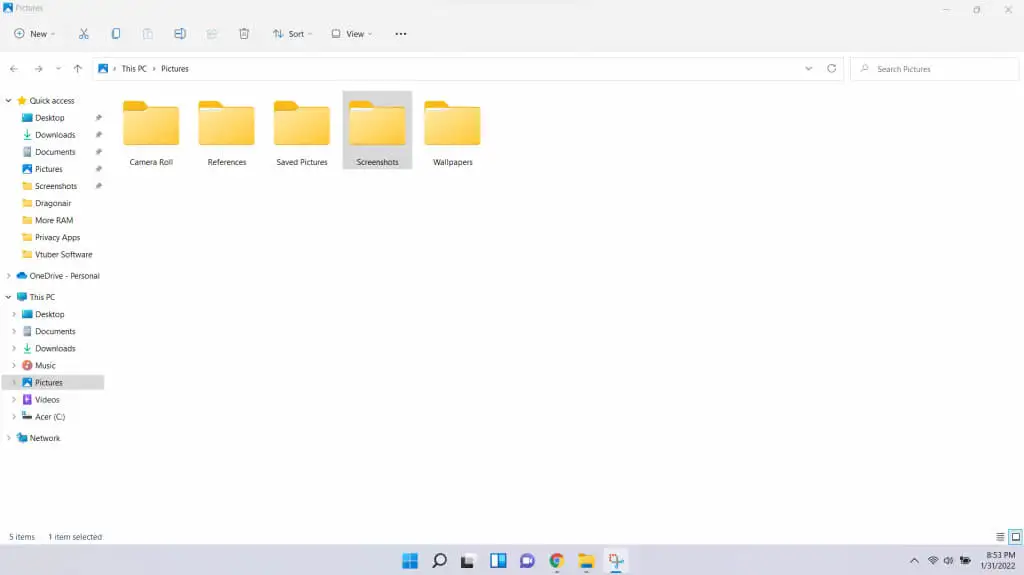 Pictures
New
Sort
View
This PC > Pictures
Search Pictures
Quick access
Desktop
Downloads
Documents
Pictures
Screenshots
Dragonair
More RAM
Privacy Apps
Vtuber Software
OneDrive - Personal
This PC
Desktop
Documents
Downloads
Music
Pictures
Videos
Acer (C:)
Network
Camera Roll
References
Saved Pictures
Screenshots
Wallpapers
5 items 1 item selected
8:53 PM
1/31/2022